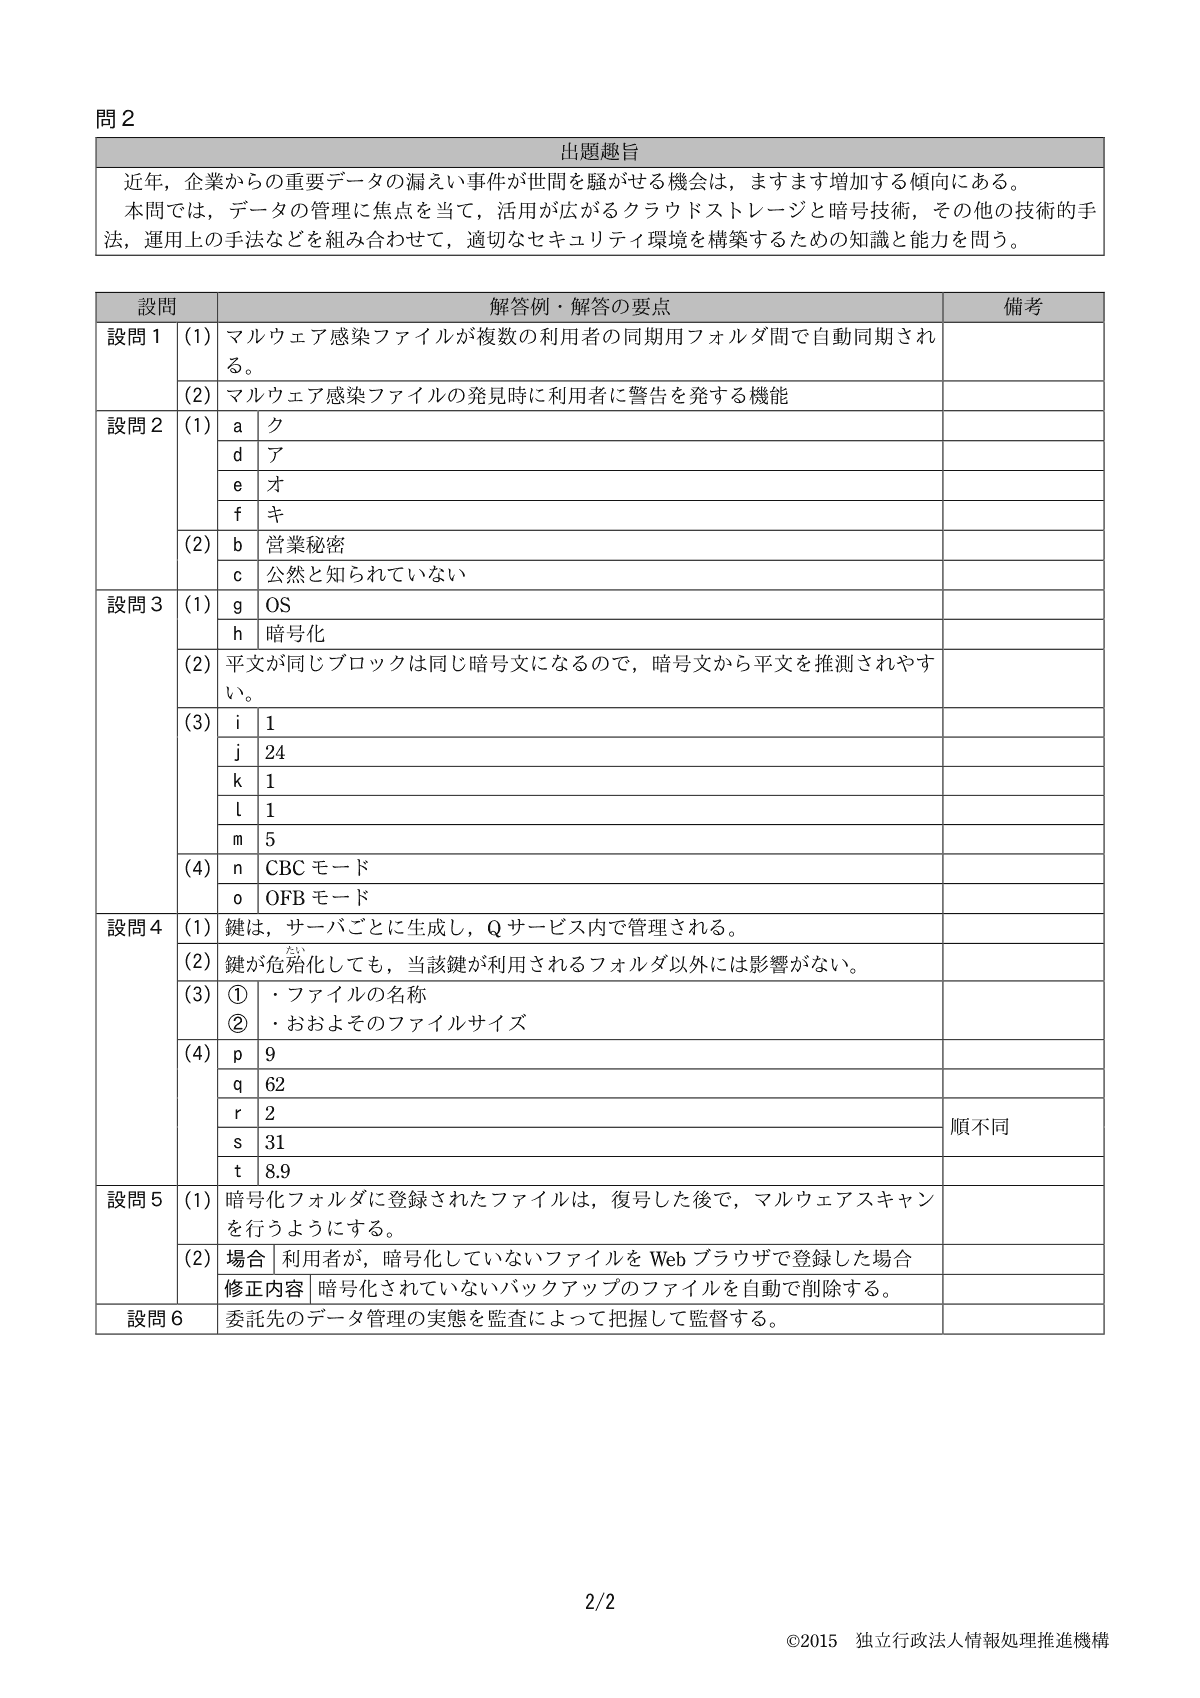 問２
出題趣旨
近年，企業からの重要データの漏えい事件が世間を騒がせる機会は，ますます増加する傾向にある。
本問では，データの管理に焦点を当て，活用が広がるクラウドストレージと暗号技術，その他の技術的手
法，運用上の手法などを組み合わせて，適切なセキュリティ環境を構築するための知識と能力を問う。
設問 解答例・解答の要点 備考
設問１ (1) マルウェア感染ファイルが複数の利用者の同期用フォルダ間で自動同期され
る。
(2) マルウェア感染ファイルの発見時に利用者に警告を発する機能
設問２ (1) a ク
d ア
e オ
f キ
(2) b 営業秘密
c 公然と知られていない
設問３ (1) g OS
h 暗号化
(2) 平文が同じブロックは同じ暗号文になるので，暗号文から平文を推測されやす
い。
(3) i 1
j 24
k 1
l 1
m 5
(4) n CBC モード
o OFB モード
設問４ (1) 鍵は，サーバごとに生成し，Q サービス内で管理される。
たい
(2) 鍵が危殆化しても，当該鍵が利用されるフォルダ以外には影響がない。
(3) ① ・ファイルの名称
② ・おおよそのファイルサイズ
(4) p 9
q 62
r 2
順不同
s 31
t 8.9
設問５ (1) 暗号化フォルダに登録されたファイルは，復号した後で，マルウェアスキャン
を行うようにする。
(2) 場合 利用者が，暗号化していないファイルを Web ブラウザで登録した場合
修正内容 暗号化されていないバックアップのファイルを自動で削除する。
設問６ 委託先のデータ管理の実態を監査によって把握して監督する。
2/2
©2015 独立行政法人情報処理推進機構